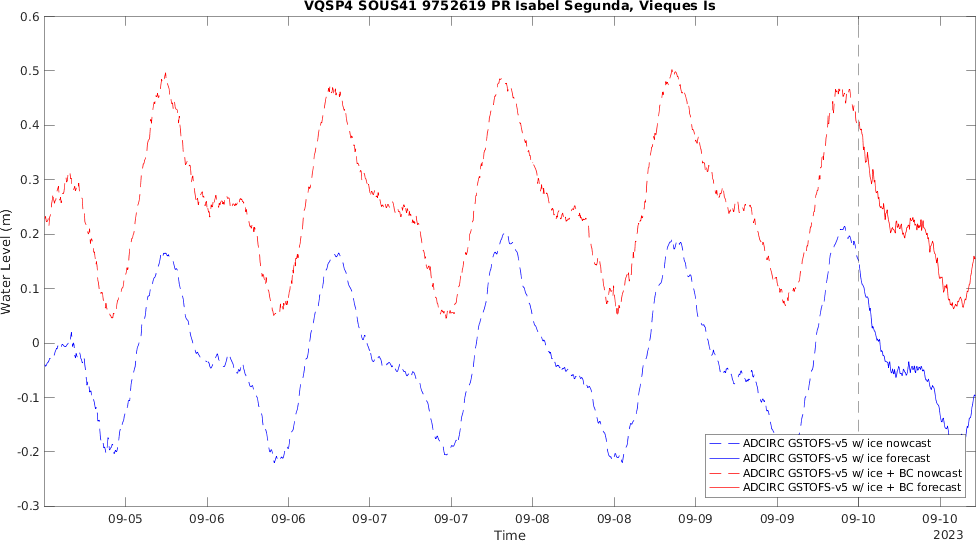 VQSP4 SOUS41 9752619 PR Isabel Segunda, Vieques Is
0.6
0.5
0.4
0.3
0.2
0.1
0
-0.1
-0.2
-0.3
Water Level (m)
ADCIRC GSTOFS-v5 w/ ice nowcast
ADCIRC GSTOFS-v5 w/ ice forecast
ADCIRC GSTOFS-v5 w/ ice + BC nowcast
ADCIRC GSTOFS-v5 w/ ice + BC forecast
09-05 09-06 09-06 09-07 09-07 09-08 09-08 09-09 09-09 09-10 09-10
2023
Time